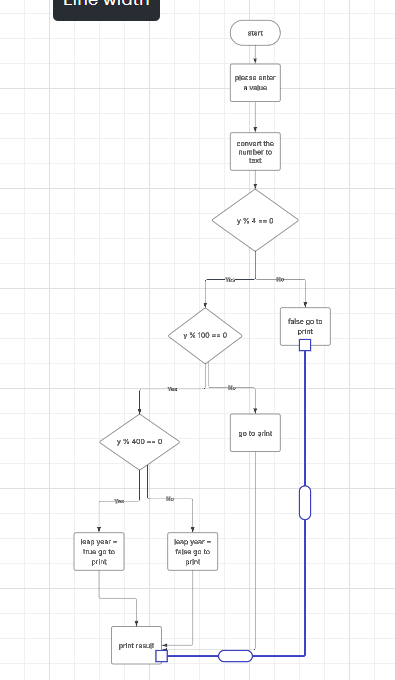 Line width
start
please enter
a value
convert the
number to
text
y % 4 == 0
Yes
No
false go to
print
y % 100 == 0
Yes
No
go to print
y % 400 == 0
Yes
No
leap year =
true go to
print
leap year =
false go to
print
print result